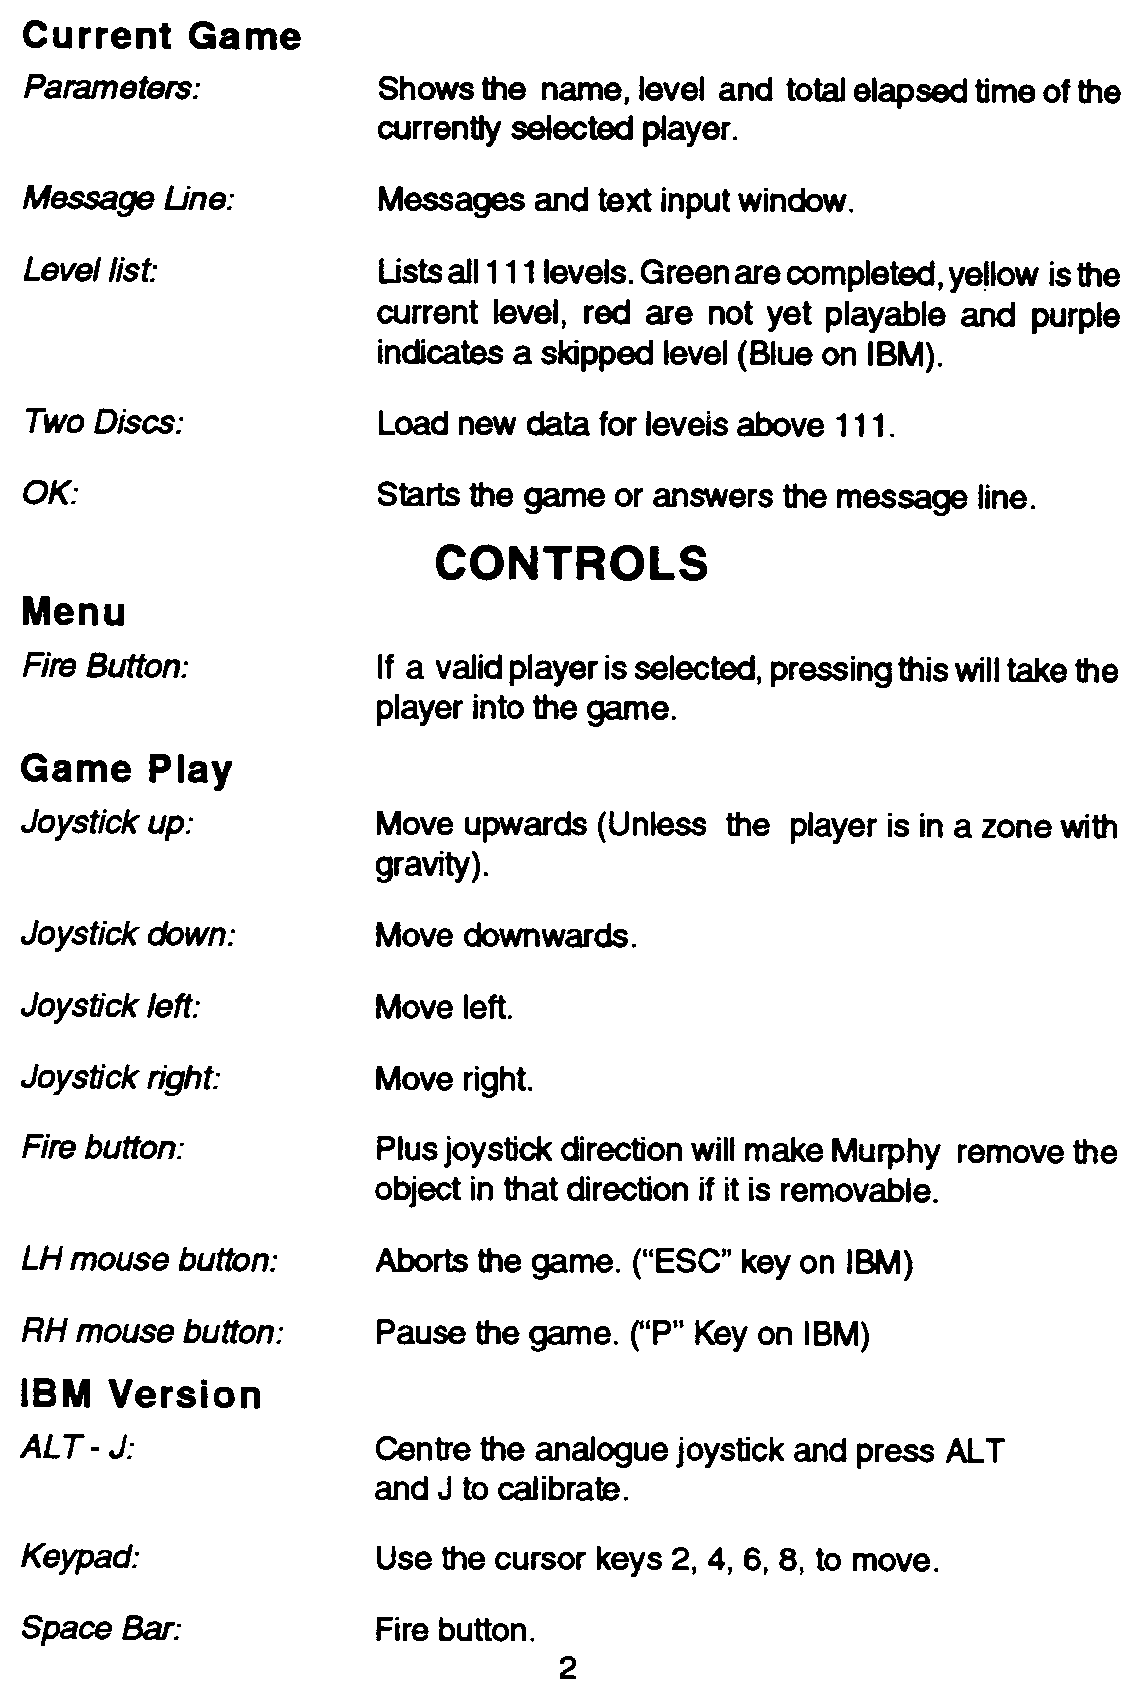 Current Game
Parameters: Shows the name, level and total elapsed time of the
currently selected player.
Message Line: Messages and text input window.
Level list: Lists all 111 levels. Green are completed, yellow is the
current level, red are not yet playable and purple
indicates a skipped level (Blue on IBM).
Two Discs: Load new data for levels above 111.
OK: Starts the game or answers the message line.
CONTROLS
Menu
Fire Button: If a valid player is selected, pressing this will take the
player into the game.
Game Play
Joystick up: Move upwards (Unless the player is in a zone with
gravity).
Joystick down: Move downwards.
Joystick left: Move left.
Joystick right: Move right.
Fire button: Plus joystick direction will make Murphy remove the
object in that direction if it is removable.
LH mouse button: Aborts the game. ("ESC" key on IBM)
RH mouse button: Pause the game. ("P" Key on IBM)
IBM Version
ALT - J: Centre the analogue joystick and press ALT
and J to calibrate.
Keypad: Use the cursor keys 2, 4, 6, 8, to move.
Space Bar: Fire button.
2